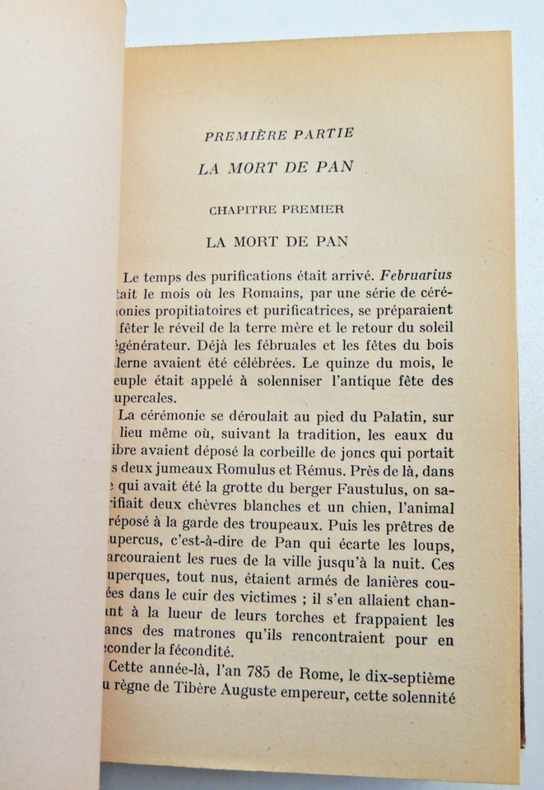 PREMIÈRE PARTIE
LA MORT DE PAN
CHAPITRE PREMIER
LA MORT DE PAN
Le temps des purifications était arrivé. Februarius
tait le mois où les Romains, par une série de céré-
monies propitiatoires et purificatrices, se préparaient
fêter le réveil de la terre mère et le retour du soleil
égénérateur. Déjà les fébruales et les fêtes du bois
lerne avaient été célébrées. Le quinze du mois, le
euple était appelé à solenniser l'antique fête des
upercales.
La cérémonie se déroulait au pied du Palatin, sur
lieu même où, suivant la tradition, les eaux du
ibre avaient déposé la corbeille de joncs qui portait
s deux jumeaux Romulus et Rémus. Près de là, dans
qui avait été la grotte du berger Faustulus, on sa-
rifiait deux chèvres blanches et un chien, l'animal
réposé à la garde des troupeaux. Puis les prêtres de
upercus, c'est-à-dire de Pan qui écarte les loups,
arcouraient les rues de la ville jusqu'à la nuit. Ces
uperques, tout nus, étaient armés de lanières cou-
ées dans le cuir des victimes ; il s'en allaient chan-
ant à la lueur de leurs torches et frappaient les
ancs des matrones qu'ils rencontraient pour en
econder la fécondité.
Cette année-là, l'an 785 de Rome, le dix-septième
u règne de Tibère Auguste empereur, cette solennité